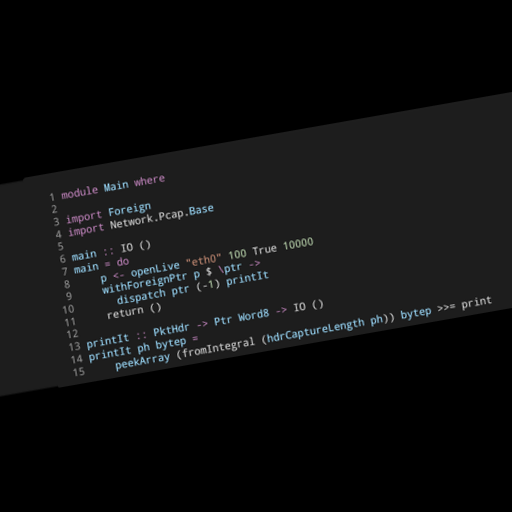 1 module Main where
2
3 import Foreign
4 import Network.Pcap.Base
5
6 main :: IO ()
7 main = do
8     p <- openLive "eth0" 100 True 10000
9     withForeignPtr p $ \ptr ->
10       dispatch ptr (-1) printIt
11     return ()
12
13 printIt :: PktHdr -> Ptr Word8 -> IO ()
14 printIt ph bytep =
15     peekArray (fromIntegral (hdrCaptureLength ph)) bytep >>= print